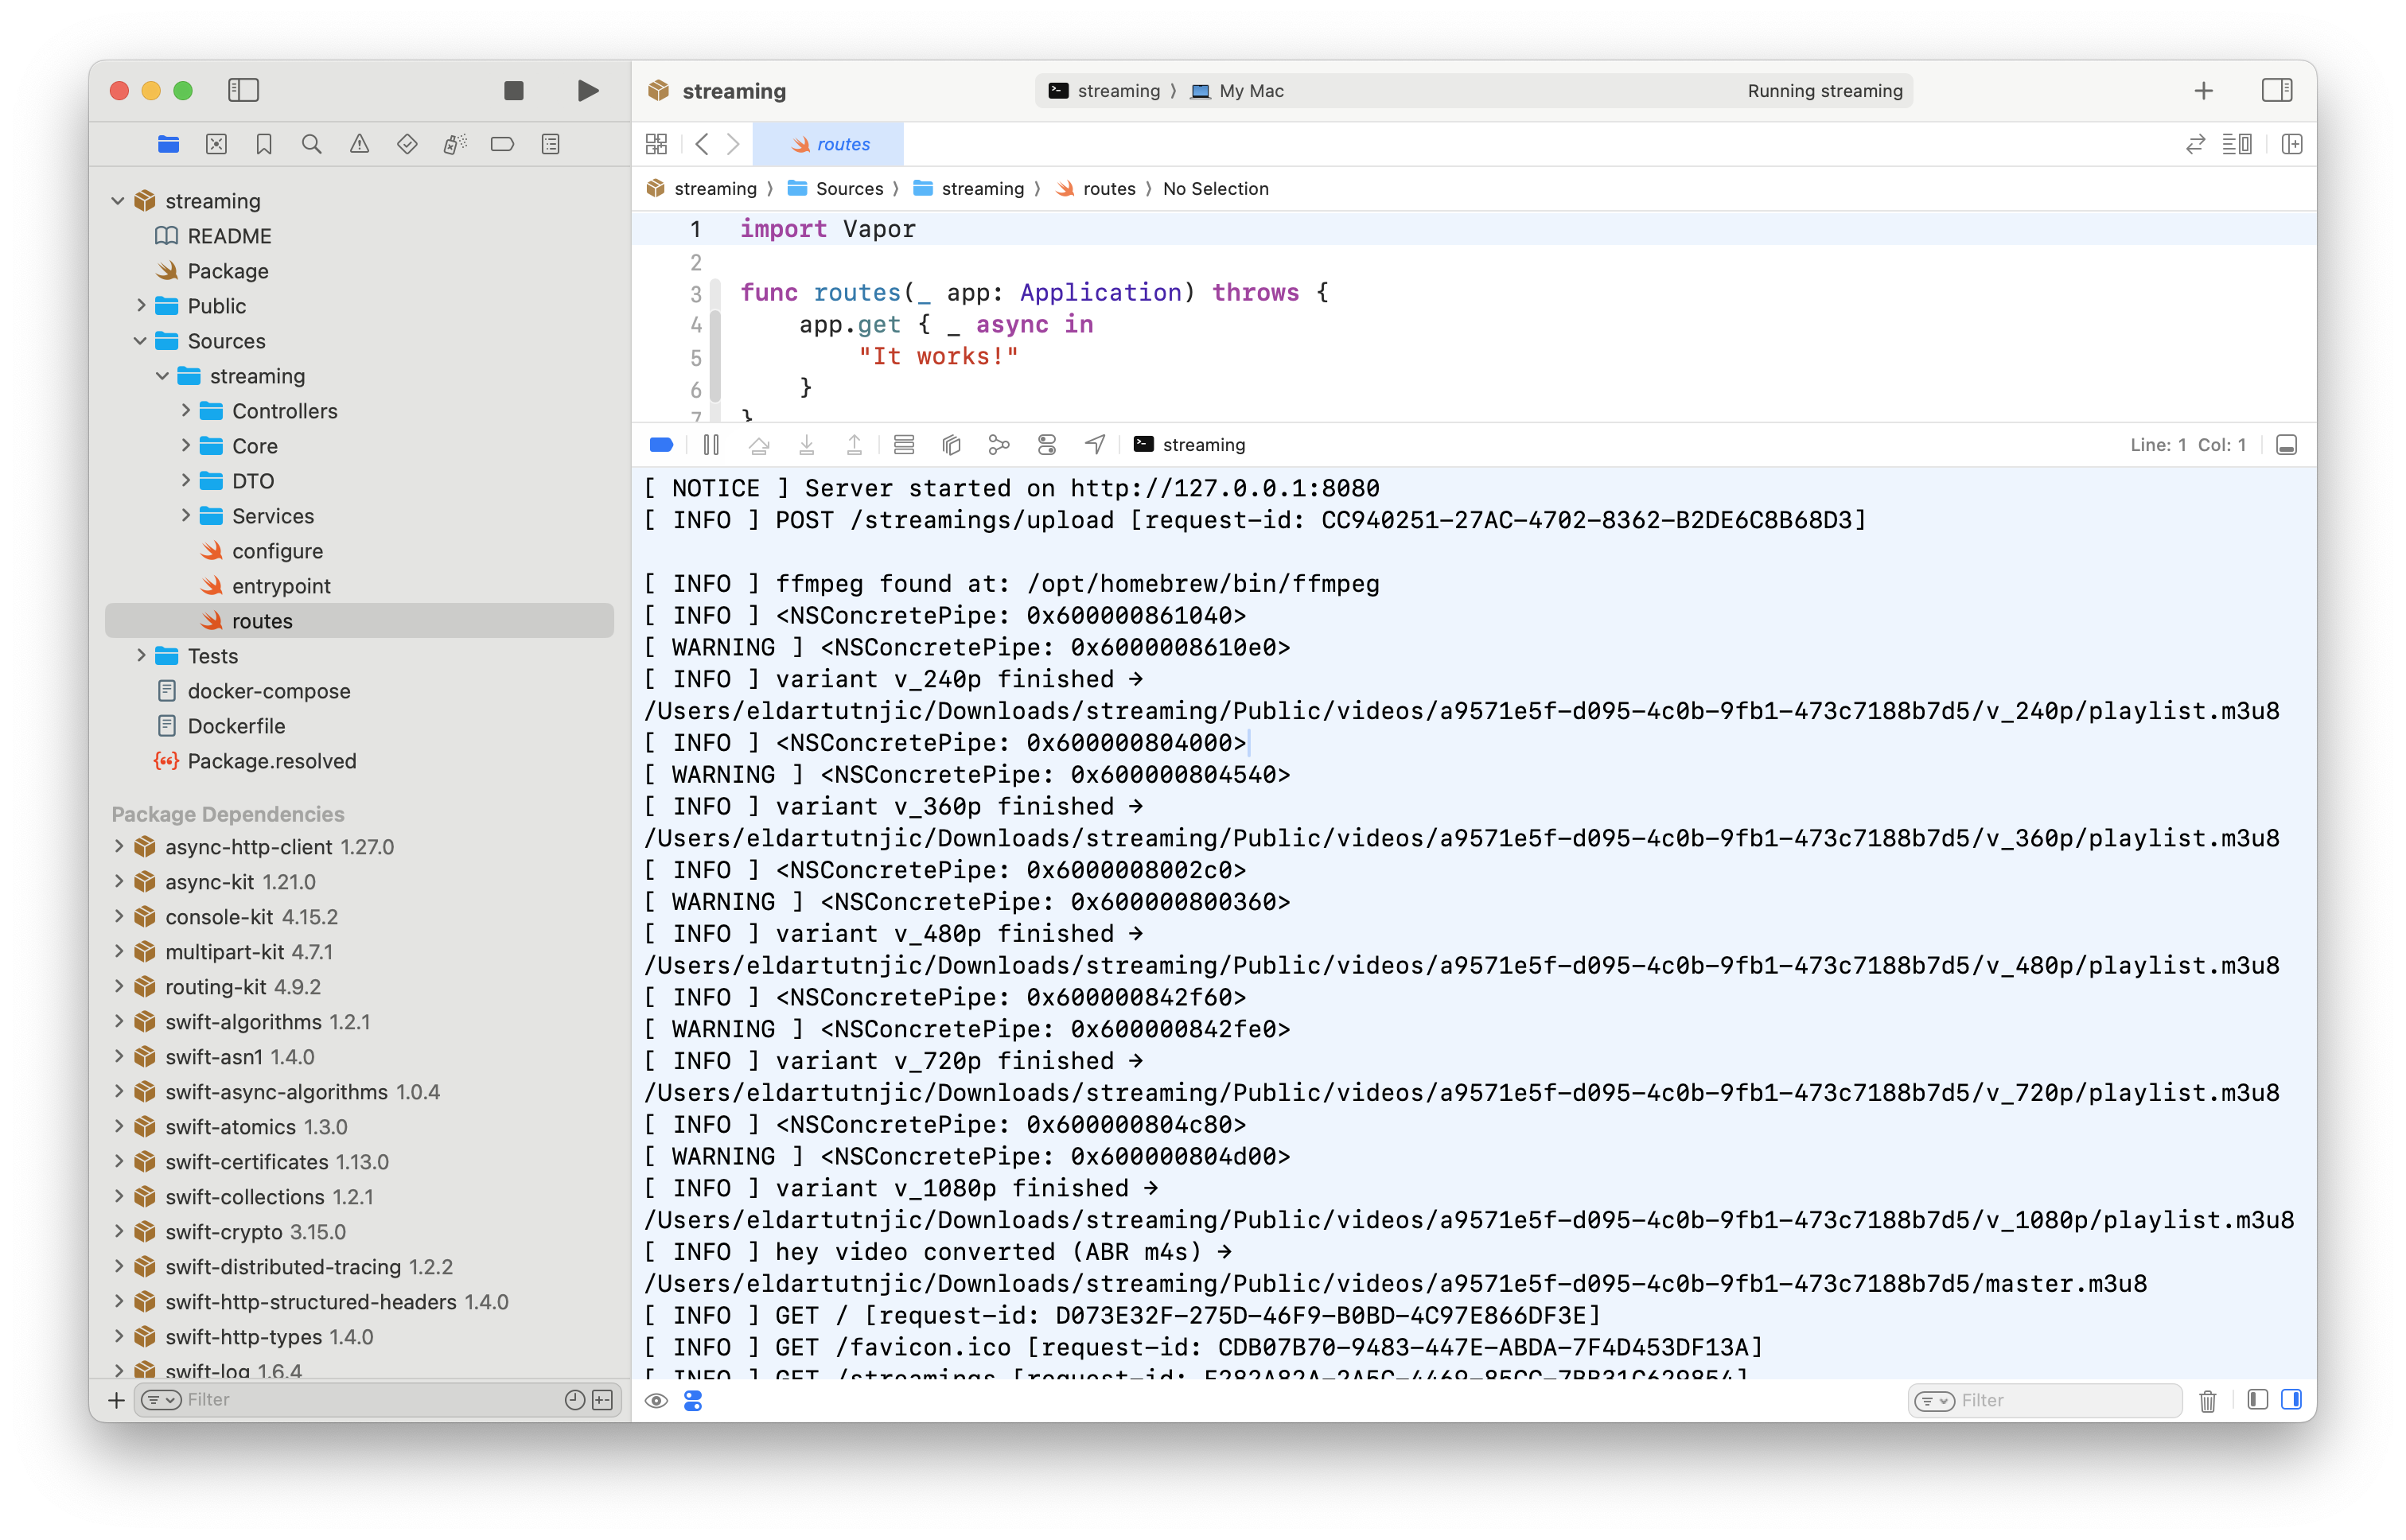 streaming
streaming 〉 My Mac
Running streaming
routes
streaming 〉 Sources 〉 streaming 〉 routes 〉 No Selection
streaming
README
Package
Public
Sources
streaming
Controllers
Core
DTO
Services
configure
entrypoint
routes
Tests
docker-compose
Dockerfile
Package.resolved
Package Dependencies
async-http-client 1.27.0
async-kit 1.21.0
console-kit 4.15.2
multipart-kit 4.7.1
routing-kit 4.9.2
swift-algorithms 1.2.1
swift-asn1 1.4.0
swift-async-algorithms 1.0.4
swift-atomics 1.3.0
swift-certificates 1.13.0
swift-collections 1.2.1
swift-crypto 3.15.0
swift-distributed-tracing 1.2.2
swift-http-structured-headers 1.4.0
swift-http-types 1.4.0
swift-log 1.6.4
Filter
1 import Vapor
2
3 func routes(_ app: Application) throws {
4 app.get { _ async in
5 "It works!"
6 }
7 }
streaming
Line: 1 Col: 1
[ NOTICE ] Server started on http://127.0.0.1:8080
[ INFO ] POST /streamings/upload [request-id: CC940251-27AC-4702-8362-B2DE6C8B68D3]
[ INFO ] ffmpeg found at: /opt/homebrew/bin/ffmpeg
[ INFO ] <NSConcretePipe: 0x600000861040>
[ WARNING ] <NSConcretePipe: 0x6000008610e0>
[ INFO ] variant v_240p finished →
/Users/eldartutnjic/Downloads/streaming/Public/videos/a9571e5f-d095-4c0b-9fb1-473c7188b7d5/v_240p/playlist.m3u8
[ INFO ] <NSConcretePipe: 0x600000804000>
[ WARNING ] <NSConcretePipe: 0x600000804540>
[ INFO ] variant v_360p finished →
/Users/eldartutnjic/Downloads/streaming/Public/videos/a9571e5f-d095-4c0b-9fb1-473c7188b7d5/v_360p/playlist.m3u8
[ INFO ] <NSConcretePipe: 0x6000008002c0>
[ WARNING ] <NSConcretePipe: 0x600000800360>
[ INFO ] variant v_480p finished →
/Users/eldartutnjic/Downloads/streaming/Public/videos/a9571e5f-d095-4c0b-9fb1-473c7188b7d5/v_480p/playlist.m3u8
[ INFO ] <NSConcretePipe: 0x600000842f60>
[ WARNING ] <NSConcretePipe: 0x600000842fe0>
[ INFO ] variant v_720p finished →
/Users/eldartutnjic/Downloads/streaming/Public/videos/a9571e5f-d095-4c0b-9fb1-473c7188b7d5/v_720p/playlist.m3u8
[ INFO ] <NSConcretePipe: 0x600000804c80>
[ WARNING ] <NSConcretePipe: 0x600000804d00>
[ INFO ] variant v_1080p finished →
/Users/eldartutnjic/Downloads/streaming/Public/videos/a9571e5f-d095-4c0b-9fb1-473c7188b7d5/v_1080p/playlist.m3u8
[ INFO ] hey video converted (ABR m4s) →
/Users/eldartutnjic/Downloads/streaming/Public/videos/a9571e5f-d095-4c0b-9fb1-473c7188b7d5/master.m3u8
[ INFO ] GET / [request-id: D073E32F-275D-46F9-B0BD-4C97E866DF3E]
[ INFO ] GET /favicon.ico [request-id: CDB07B70-9483-447E-ABDA-7F4D453DF13A]
[ INFO ] GET /streamings [request-id:
Filter